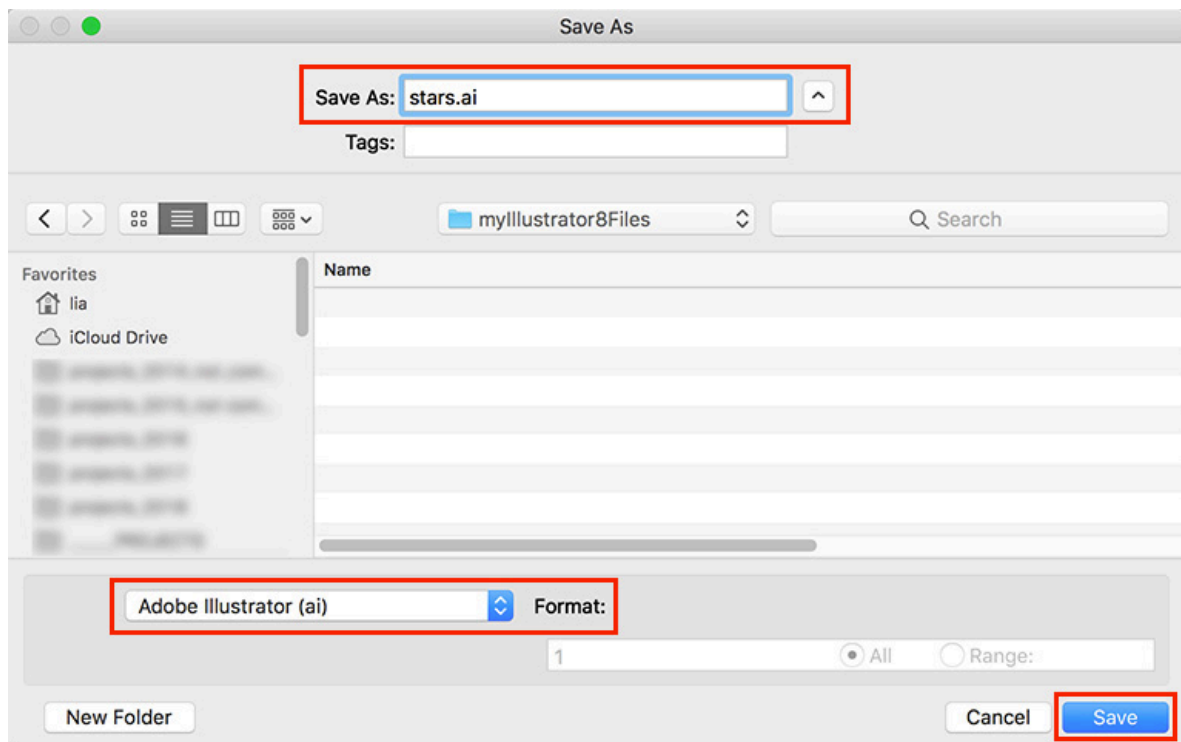 Save As
Save As: stars.ai
Tags:
myIllustrator8Files
Search
Favorites
Name
lia
iCloud Drive
Adobe Illustrator (ai) Format:
1 All Range:
New Folder Cancel Save